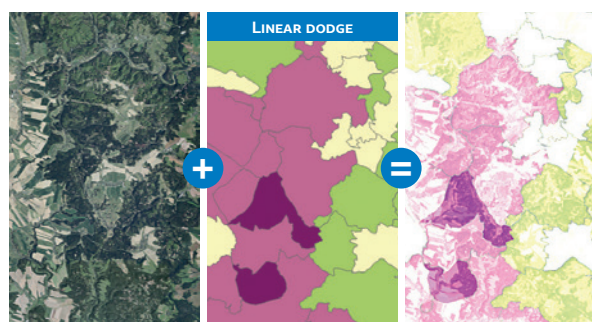 LINEAR DODGE
+
=